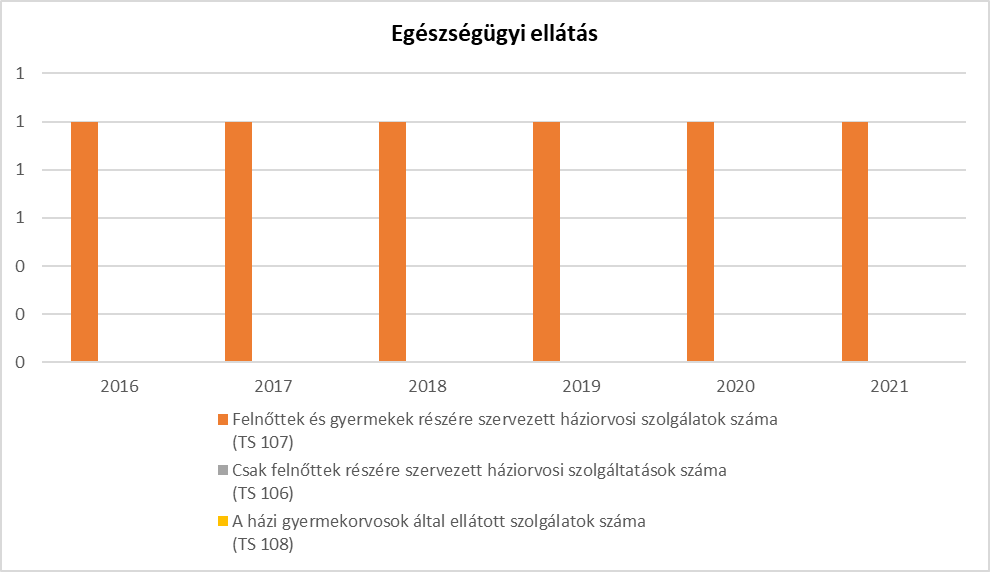 Egészségügyi ellátás
1
1
1
1
0
0
0
2016 2017 2018 2019 2020 2021
Felnőttek és gyermekek részére szervezett háziorvosi szolgálatok száma
(TS 107)
Csak felnőttek részére szervezett háziorvosi szolgáltatások száma
(TS 106)
A házi gyermekorvosok által ellátott szolgálatok száma
(TS 108)